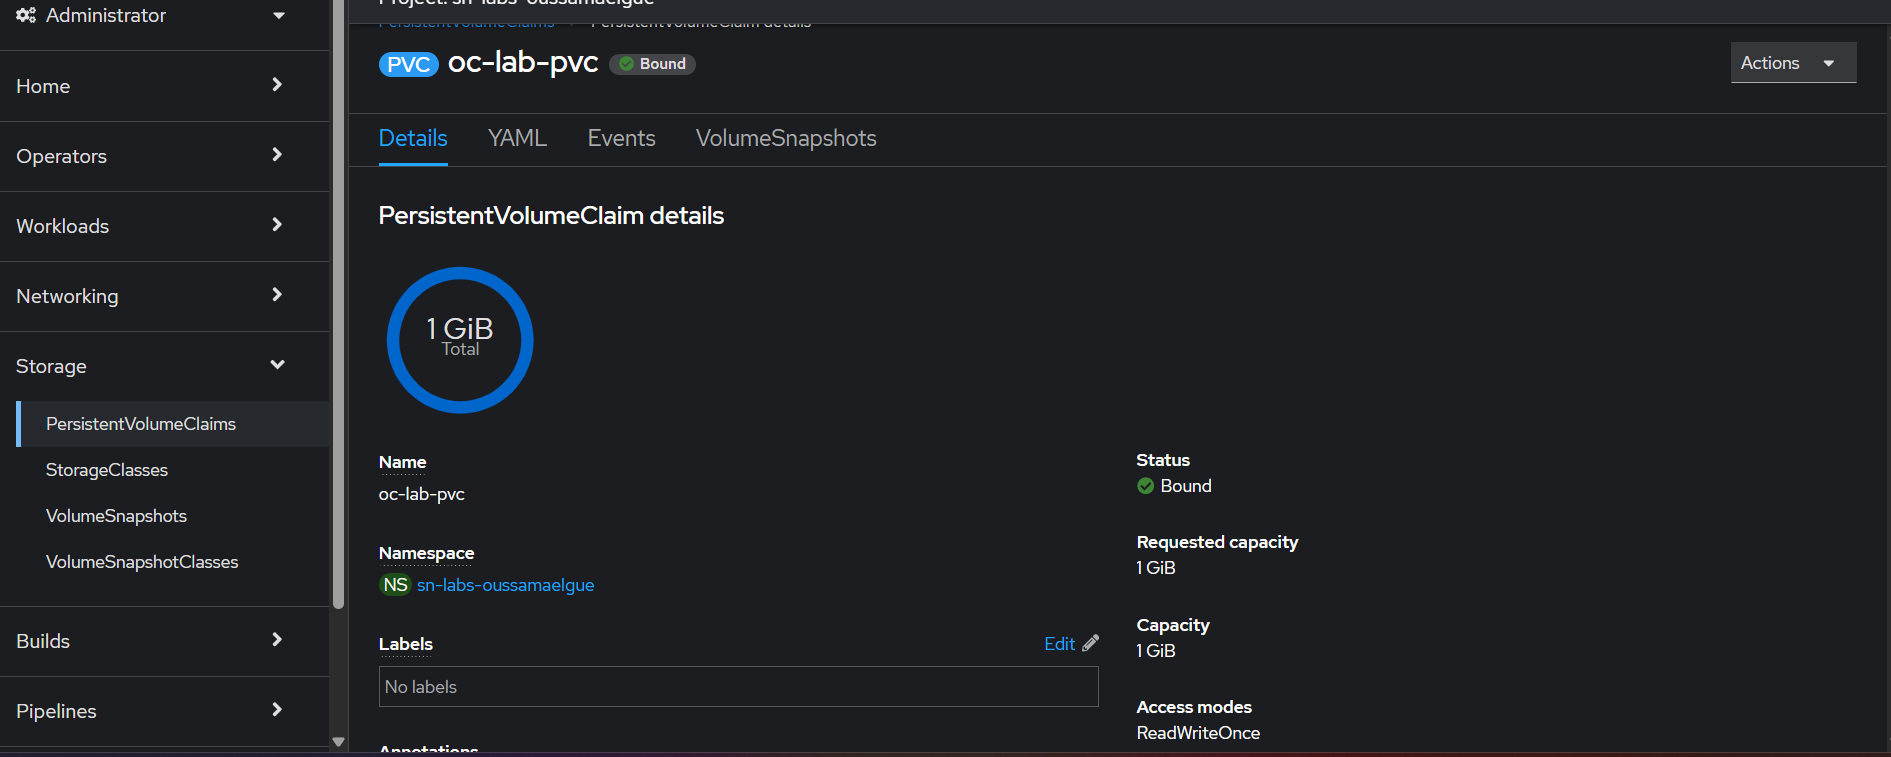 Administrator
Home
Operators
Workloads
Networking
Storage
PersistentVolumeClaims
StorageClasses
VolumeSnapshots
VolumeSnapshotClasses
Builds
Pipelines
Project: sn-labs-oussamaelgue
PersistentVolumeClaims PersistentVolumeClaim details
PVC oc-lab-pvc Bound
Actions
Details YAML Events VolumeSnapshots
PersistentVolumeClaim details
1 GiB
Total
Name
oc-lab-pvc
Namespace
NS sn-labs-oussamaelgue
Labels Edit
No labels
Annotations
Status
Bound
Requested capacity
1 GiB
Capacity
1 GiB
Access modes
ReadWriteOnce